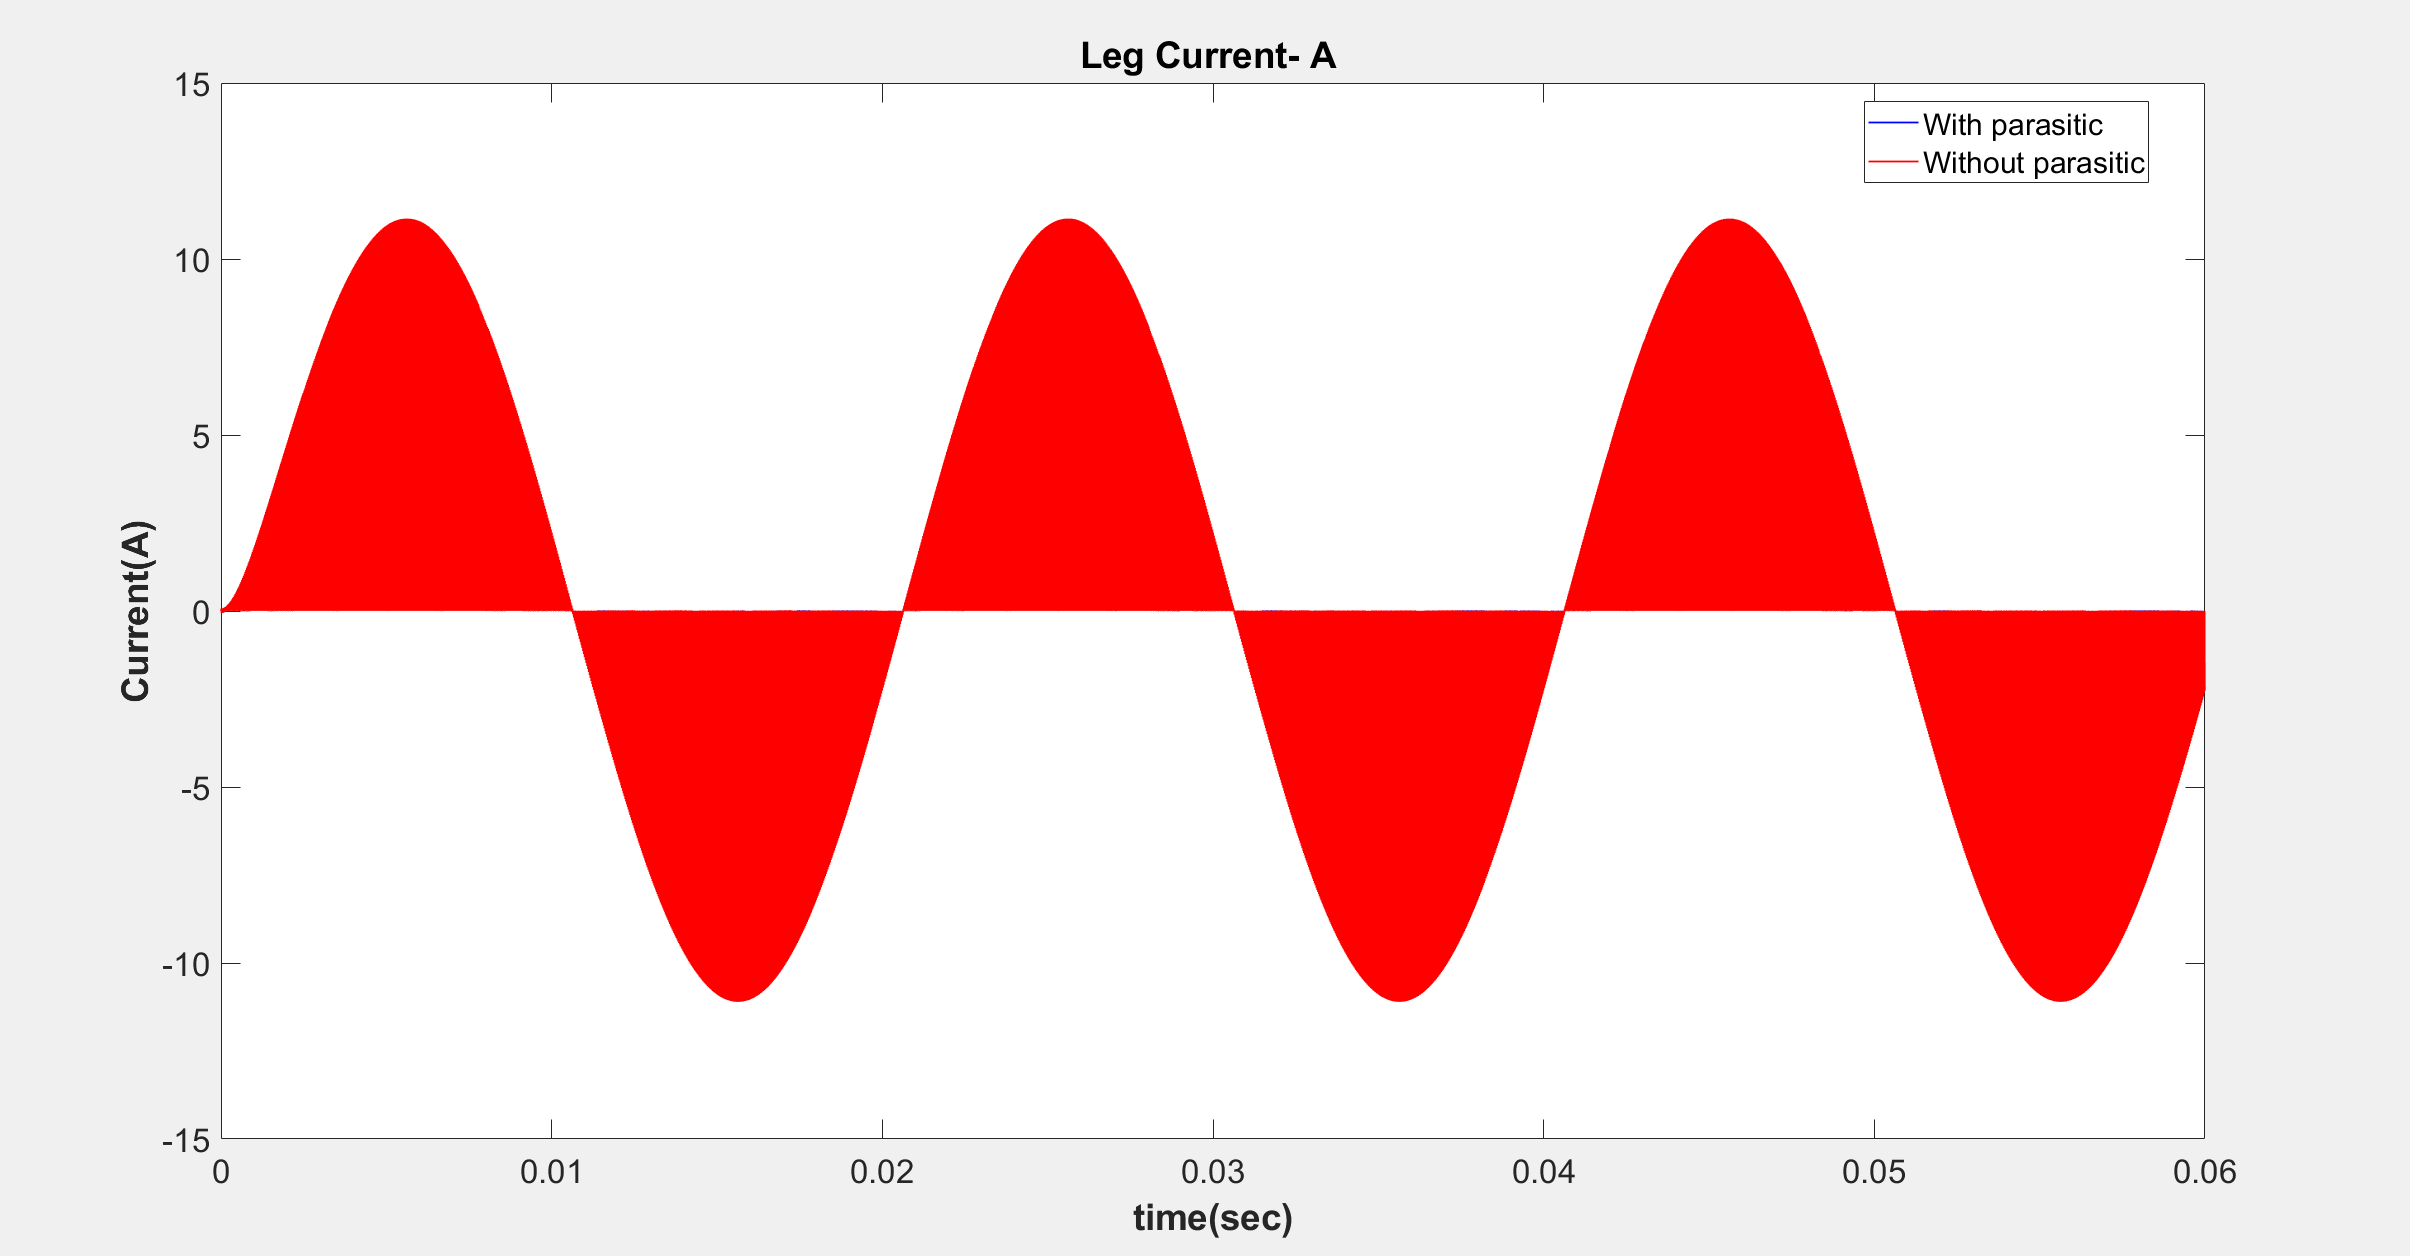 Leg Current- A
With parasitic
Without parasitic
15
10
5
0
-5
-10
-15
Current(A)
0 0.01 0.02 0.03 0.04 0.05 0.06
time(sec)